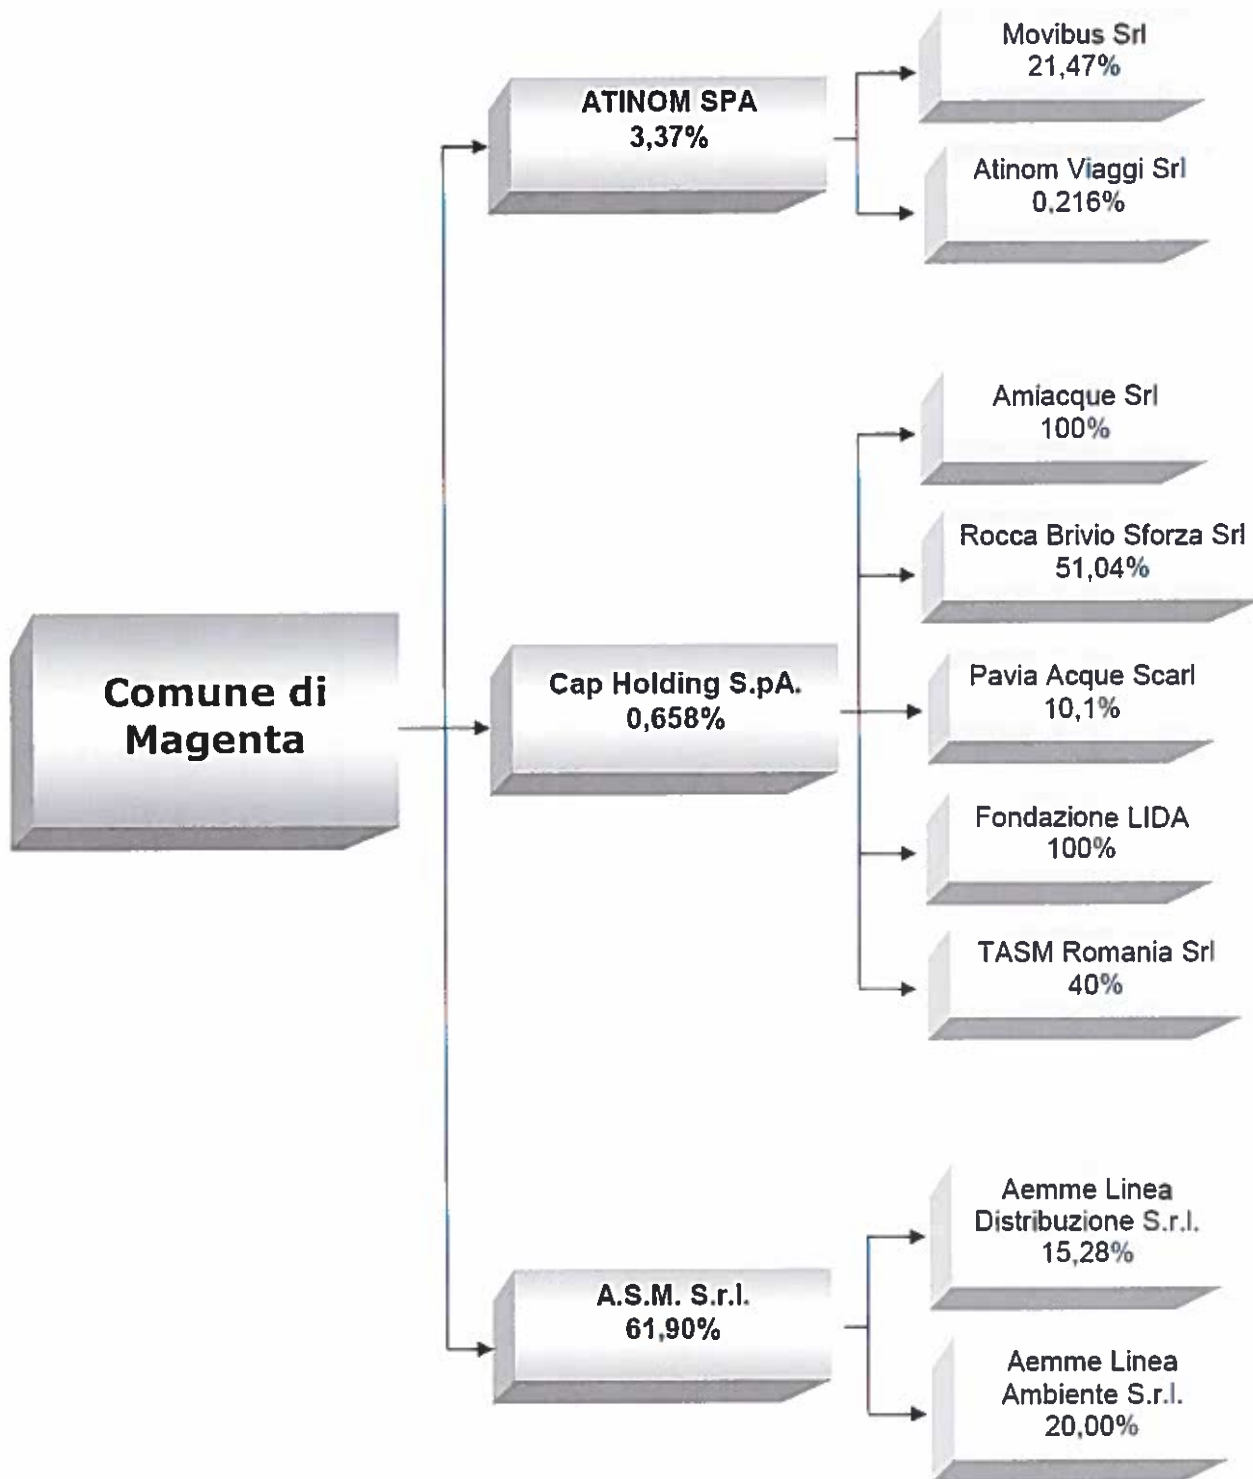 Movibus Srl
21,47%
ATINOM SPA
3,37%
Atinom Viaggi Srl
0,216%
Amiacque Srl
100%
Rocca Brivio Sforza Srl
51,04%
Comune di
Magenta
Cap Holding S.pA.
0,658%
Pavia Acque Scarl
10,1%
Fondazione LIDA
100%
TASM Romania Srl
40%
Aemme Linea
Distribuzione S.r.l.
15,28%
A.S.M. S.r.l.
61,90%
Aemme Linea
Ambiente S.r.l.
20,00%